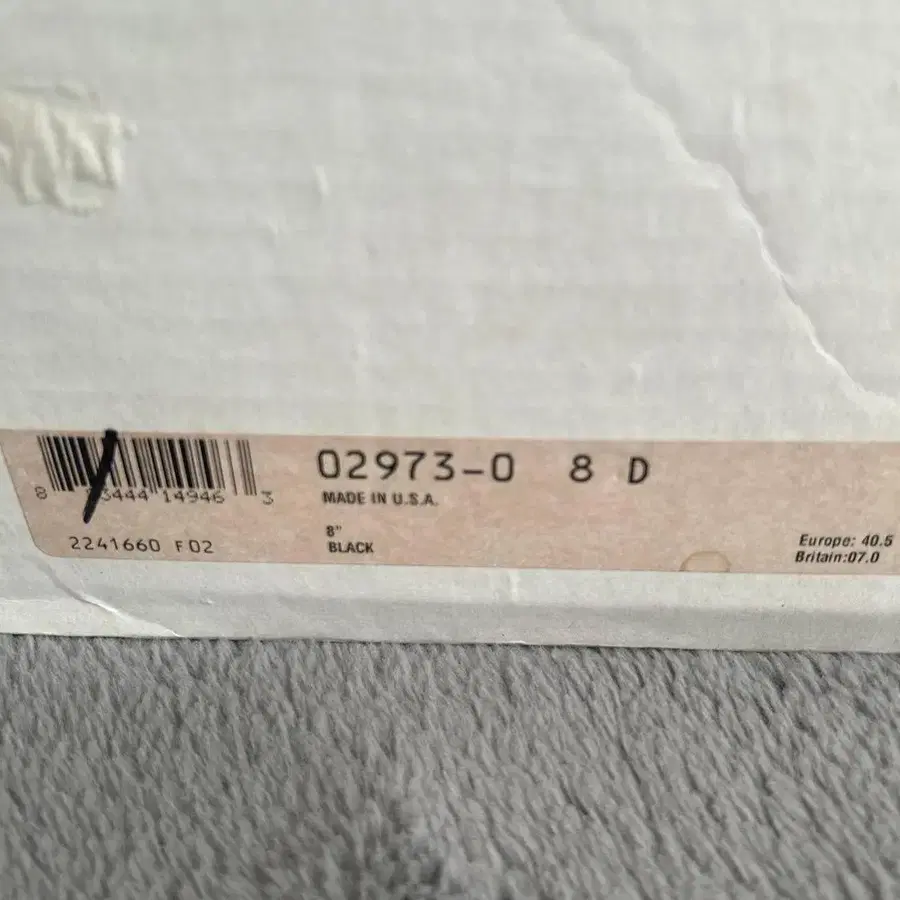 02973-0 8 D
MADE IN U.S.A.
8"
BLACK
8 3444 14946 3
2241660 F02
Europe: 40.5
Britain:07.0